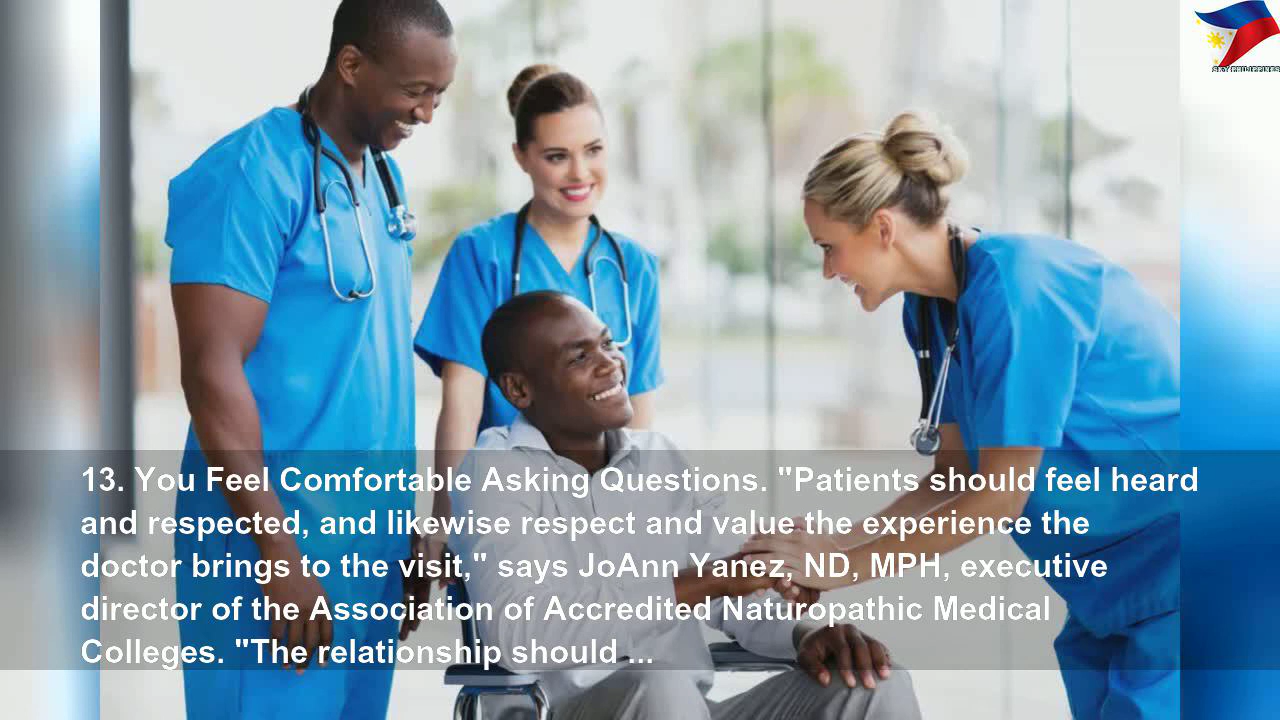 13. You Feel Comfortable Asking Questions. "Patients should feel heard
and respected, and likewise respect and value the experience the
doctor brings to the visit," says JoAnn Yanez, ND, MPH, executive
director of the Association of Accredited Naturopathic Medical
Colleges. "The relationship should ...